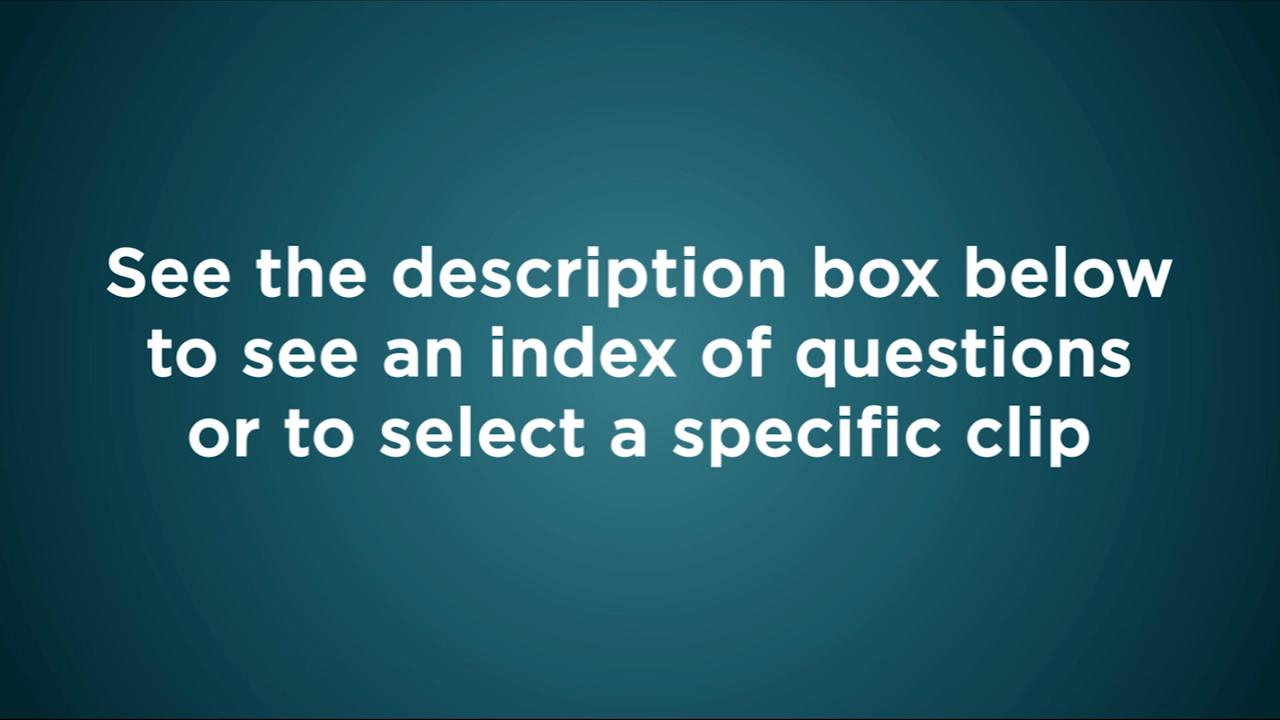 See the description box below
to see an index of questions
or to select a specific clip